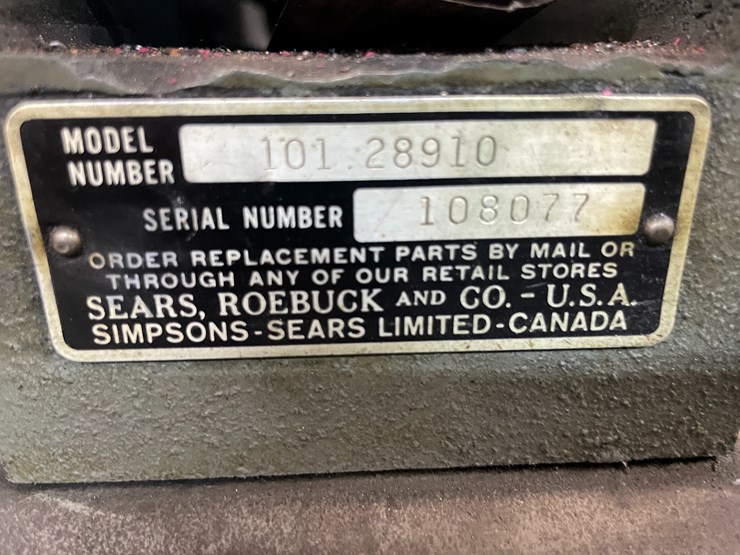 MODEL NUMBER 101.28910
SERIAL NUMBER 108077
ORDER REPLACEMENT PARTS BY MAIL OR
THROUGH ANY OF OUR RETAIL STORES
SEARS, ROEBUCK AND CO. - U.S.A.
SIMPSONS-SEARS LIMITED-CANADA